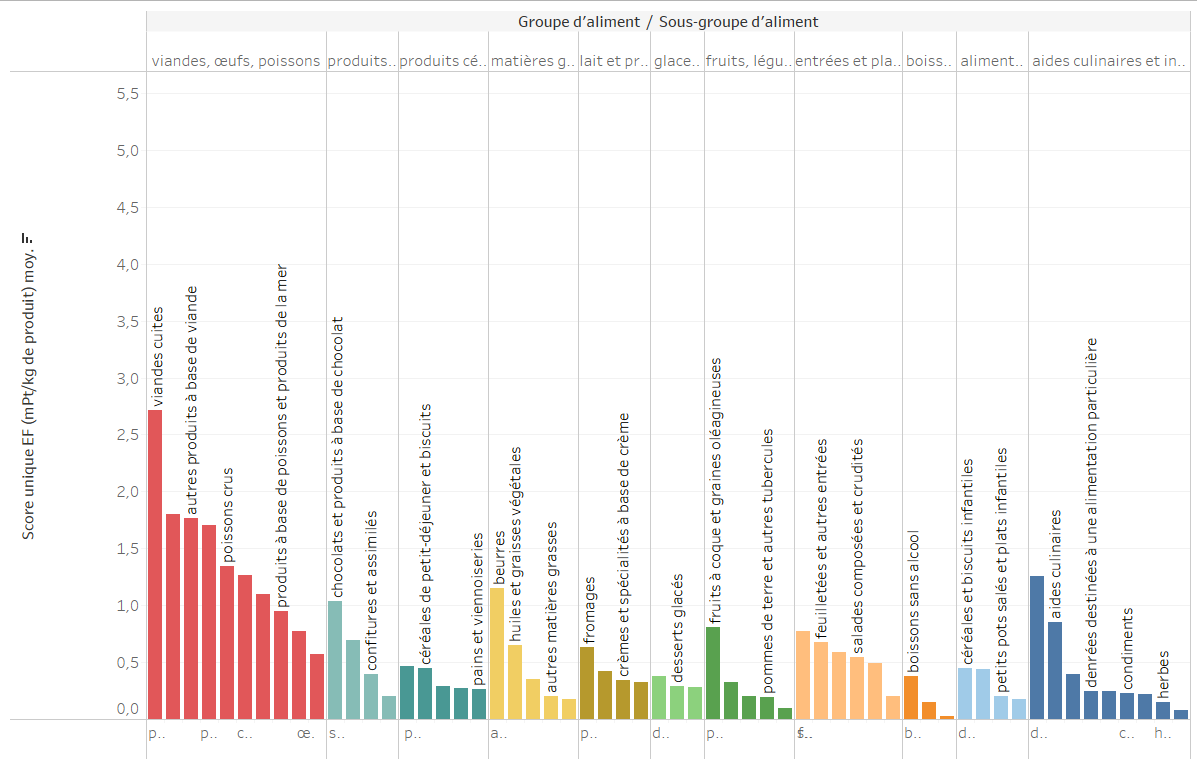 Groupe d’aliment / Sous-groupe d’aliment
viandes, œufs, poissons
produits..
produits cé..
matières g..
lait et pr..
glace..
fruits, légu..
entrées et pla..
boiss..
aliment..
aides culinaires et in..
Score unique EF (mPt/kg de produit) moy.
5,5
5,0
4,5
4,0
3,5
3,0
2,5
2,0
1,5
1,0
0,5
0,0
viandes cuites
autres produits à base de viande
poissons crus
produits à base de poissons et produits de la mer
chocolats et produits à base de chocolat
confitures et assimilés
céréales de petit-déjeuner et biscuits
pains et viennoiseries
beurres
huiles et graisses végétales
autres matières grasses
fromages
crèmes et spécialités à base de crème
desserts glacés
fruits à coque et graines oléagineuses
pommes de terre et autres tubercules
feuilletées et autres entrées
salades composées et crudités
boissons sans alcool
céréales et biscuits infantiles
petits pots salés et plats infantiles
aides culinaires
denrées destinées à une alimentation particulière
condiments
herbes
p..
p..
c..
œ.
s..
p..
a..
p..
d..
p..
b..
d..
d..
c..
h..